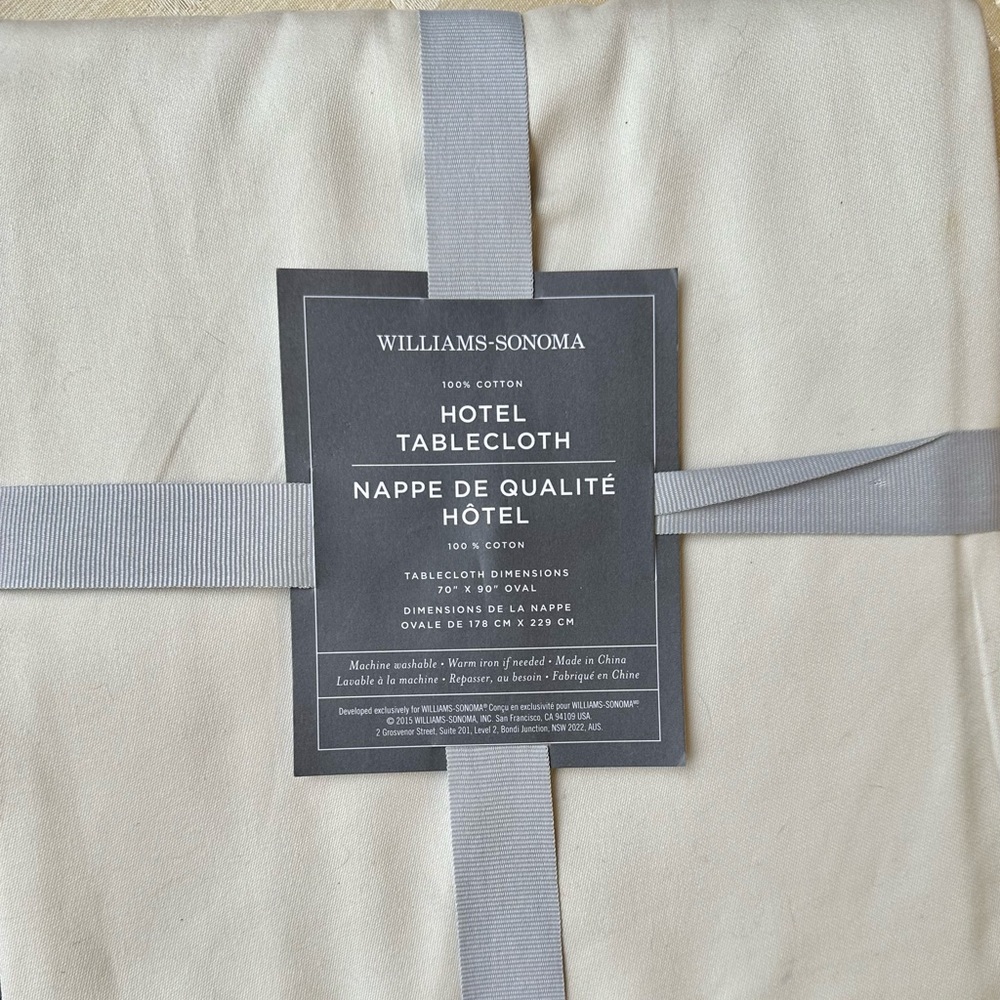 WILLIAMS-SONOMA
100% COTTON
HOTEL
TABLECLOTH
NAPPE DE QUALITÉ
HÔTEL
100 % COTON
TABLECLOTH DIMENSIONS
70" X 90" OVAL
DIMENSIONS DE LA NAPPE
OVALE DE 178 CM X 229 CM
Machine washable • Warm iron if needed • Made in China
Lavable à la machine • Repasser, au besoin • Fabriqué en Chine
Developed exclusively for WILLIAMS-SONOMA® Conçu en exclusivité pour WILLIAMS-SONOMAᴹᴰ
© 2015 WILLIAMS-SONOMA, INC. San Francisco, CA 94109 USA.
2 Grosvenor Street, Suite 201, Level 2, Bondi Junction, NSW 2022, AUS.